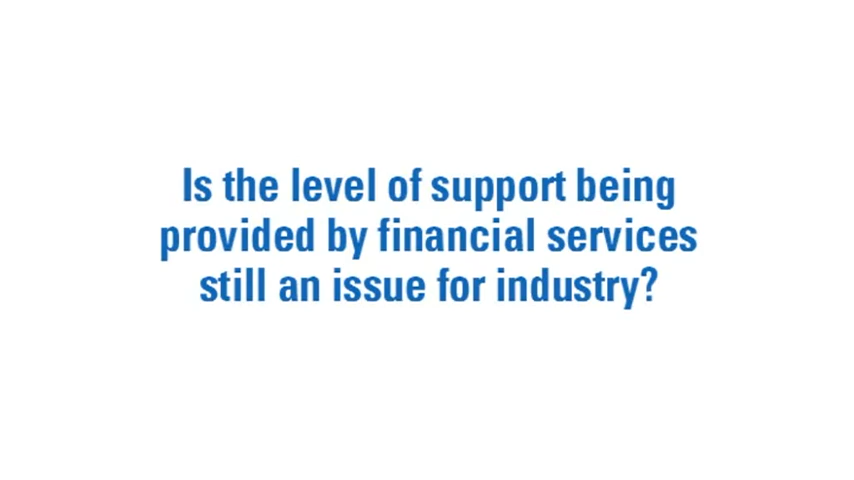 Is the level of support being
provided by financial services
still an issue for industry?